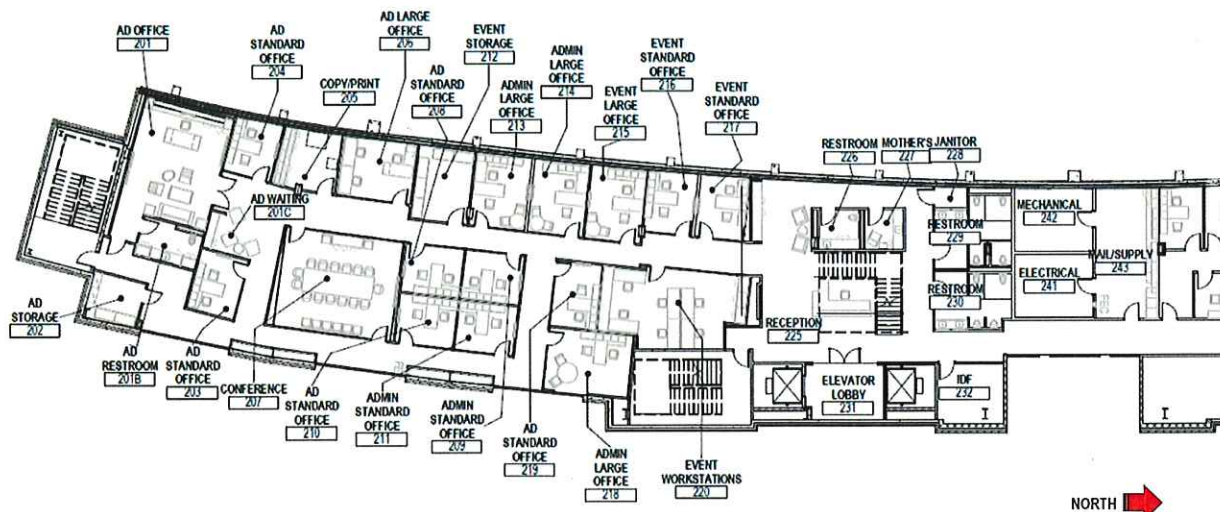 AD OFFICE
201
AD
STANDARD
OFFICE
204
COPY/PRINT
205
AD LARGE
OFFICE
206
AD
STANDARD
OFFICE
208
EVENT
STORAGE
212
ADMIN
LARGE
OFFICE
213
ADMIN
LARGE
OFFICE
214
EVENT
LARGE
OFFICE
215
EVENT
STANDARD
OFFICE
216
EVENT
STANDARD
OFFICE
217
RESTROOM
226
MOTHER'S
227
JANITOR
228
AD WAITING
201C
RESTROOM
229
RESTROOM
230
MECHANICAL
242
ELECTRICAL
241
MAIL/SUPPLY
243
AD
STORAGE
202
AD
RESTROOM
201B
AD
STANDARD
OFFICE
203
CONFERENCE
207
AD
STANDARD
OFFICE
210
ADMIN
STANDARD
OFFICE
211
ADMIN
STANDARD
OFFICE
209
AD
STANDARD
OFFICE
219
ADMIN
LARGE
OFFICE
218
EVENT
WORKSTATIONS
220
RECEPTION
225
ELEVATOR
LOBBY
231
IDF
232
NORTH